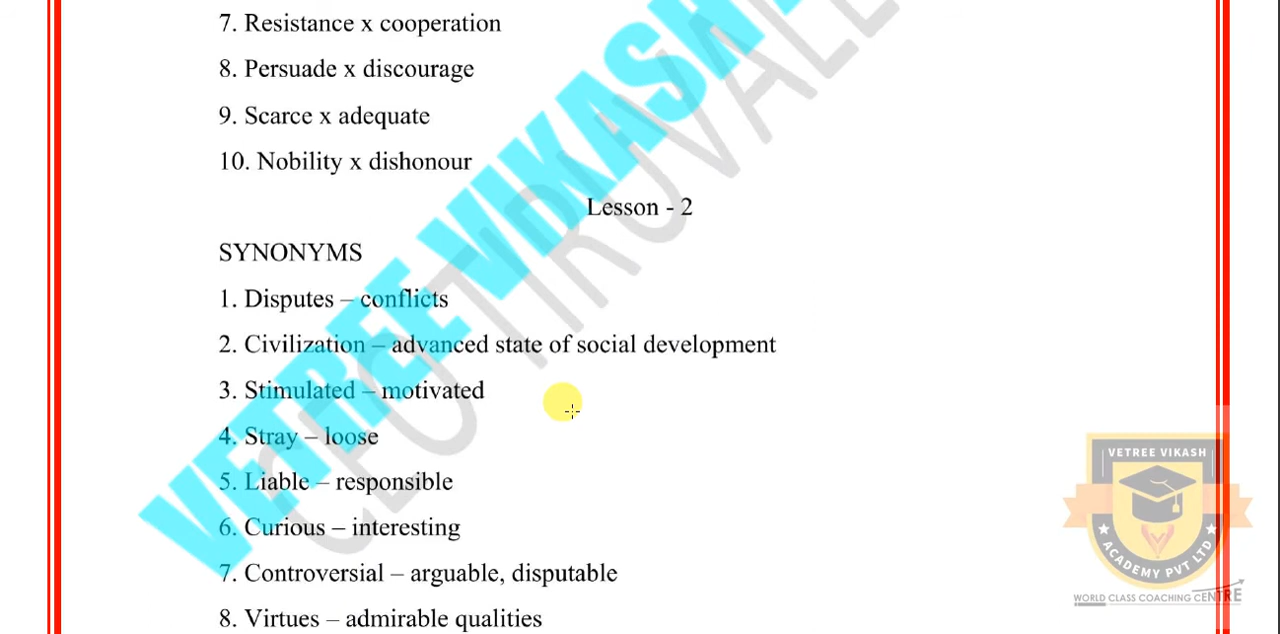 7. Resistance x cooperation
8. Persuade x discourage
9. Scarce x adequate
10. Nobility x dishonour
Lesson - 2
SYNONYMS
1. Disputes – conflicts
2. Civilization – advanced state of social development
3. Stimulated – motivated
4. Stray – loose
5. Liable – responsible
6. Curious – interesting
7. Controversial – arguable, disputable
8. Virtues – admirable qualities
VETREE VIKASH
VETREE VIKASH
ACADEMY PVT LTD
WORLD CLASS COACHING CENTRE